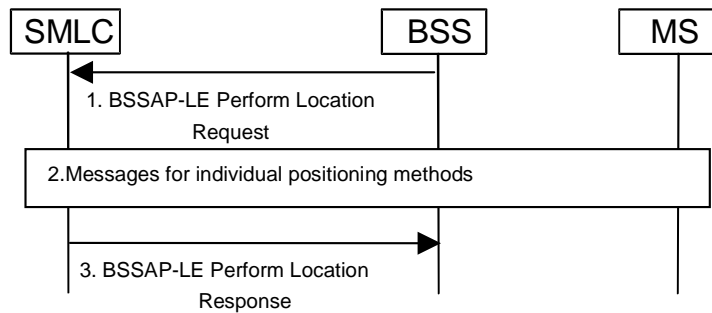 SMLC
BSS
MS
1. BSSAP-LE Perform Location
Request
2.Messages for individual positioning methods
3. BSSAP-LE Perform Location
Response